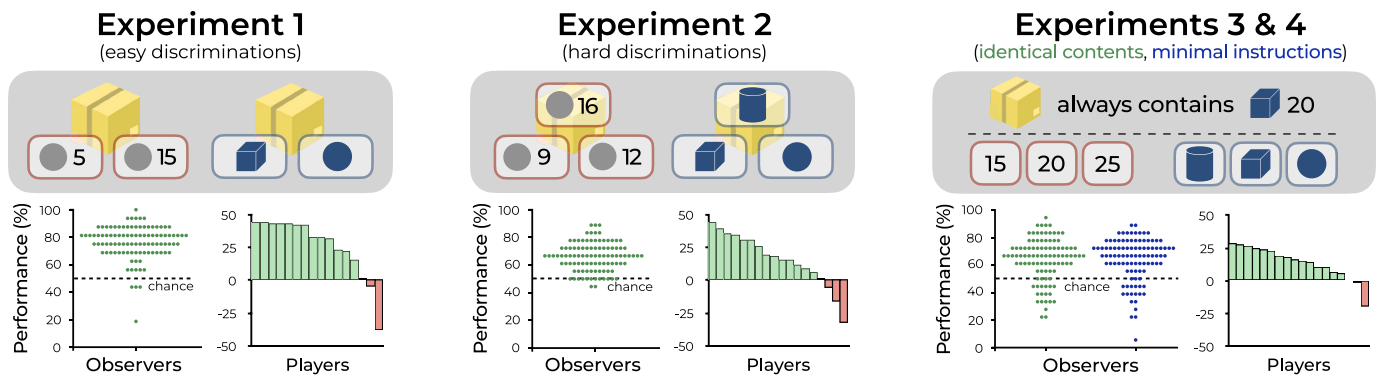 Experiment 1
(easy discriminations)
5
15
Performance (%)
100
80
60
40
20
0
chance
Observers
50
25
0
-25
-50
Players
Experiment 2
(hard discriminations)
16
9
12
Performance (%)
100
80
60
40
20
0
chance
Observers
50
25
0
-25
-50
Players
Experiments 3 & 4
(identical contents, minimal instructions)
always contains 20
15 20 25
Performance (%)
100
80
60
40
20
0
chance
Observers
50
25
0
-25
-50
Players